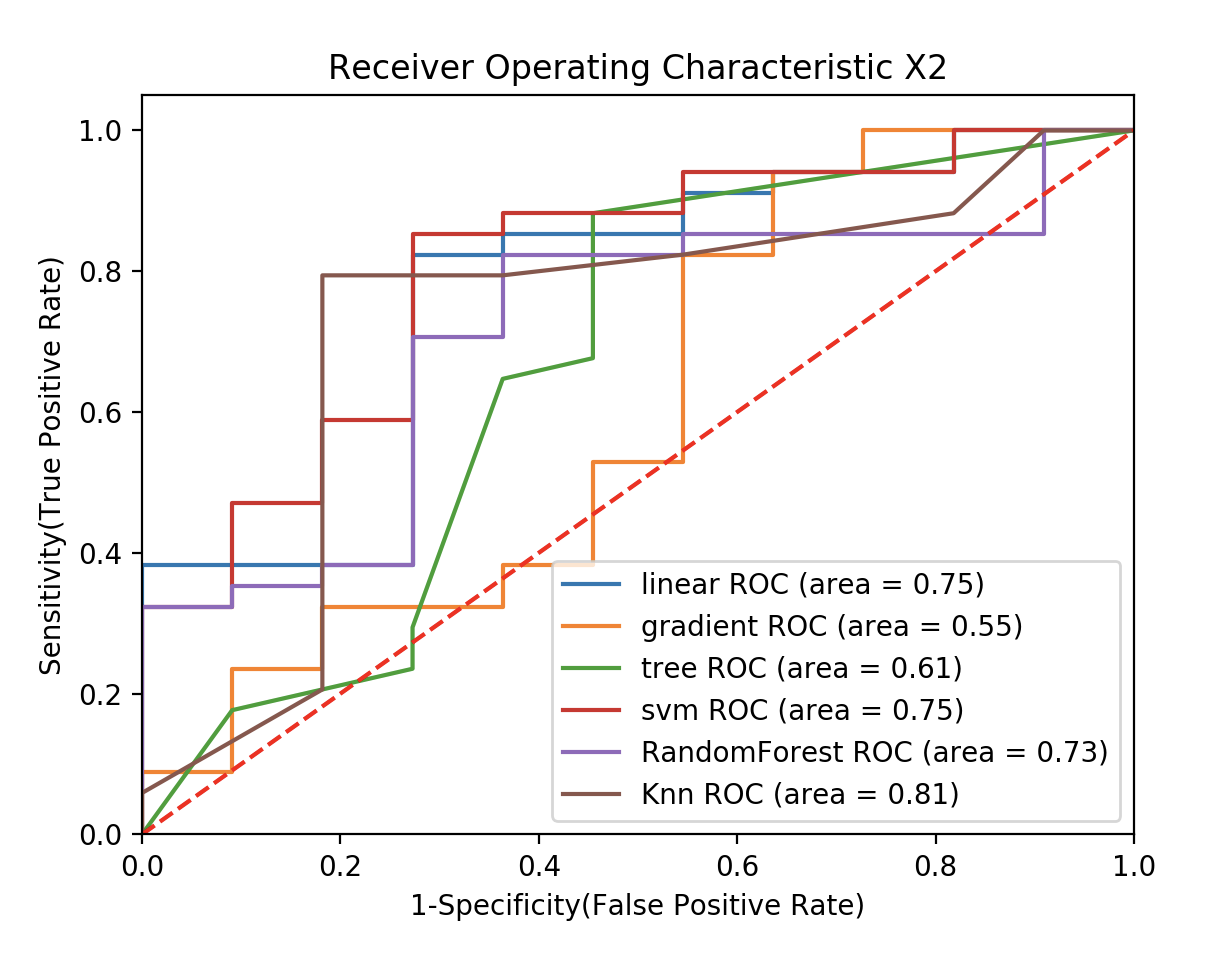 Receiver Operating Characteristic X2
1.0
0.8
0.6
0.4
0.2
0.0
Sensitivity(True Positive Rate)
linear ROC (area = 0.75)
gradient ROC (area = 0.55)
tree ROC (area = 0.61)
svm ROC (area = 0.75)
RandomForest ROC (area = 0.73)
Knn ROC (area = 0.81)
0.0 0.2 0.4 0.6 0.8 1.0
1-Specificity(False Positive Rate)